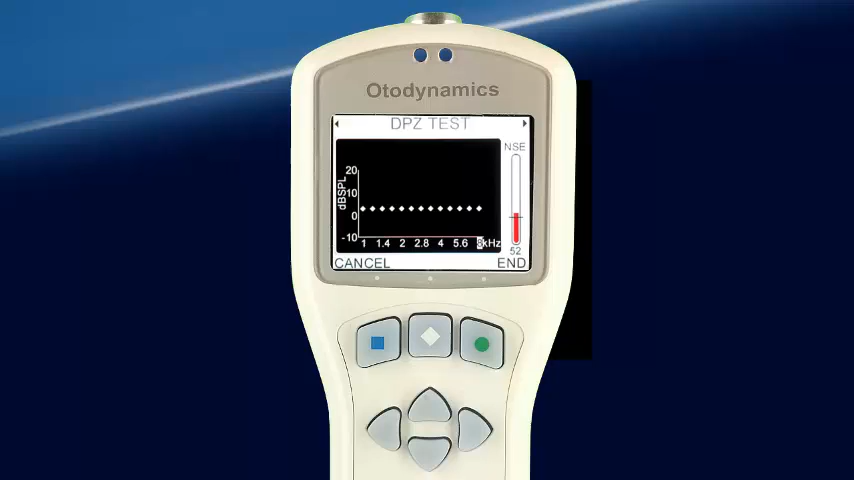 Otodynamics
DPZ TEST
NSE
20
10
0
-10
dBSPL
1 1.4 2 2.8 4 5.6 8kHz
52
CANCEL
END